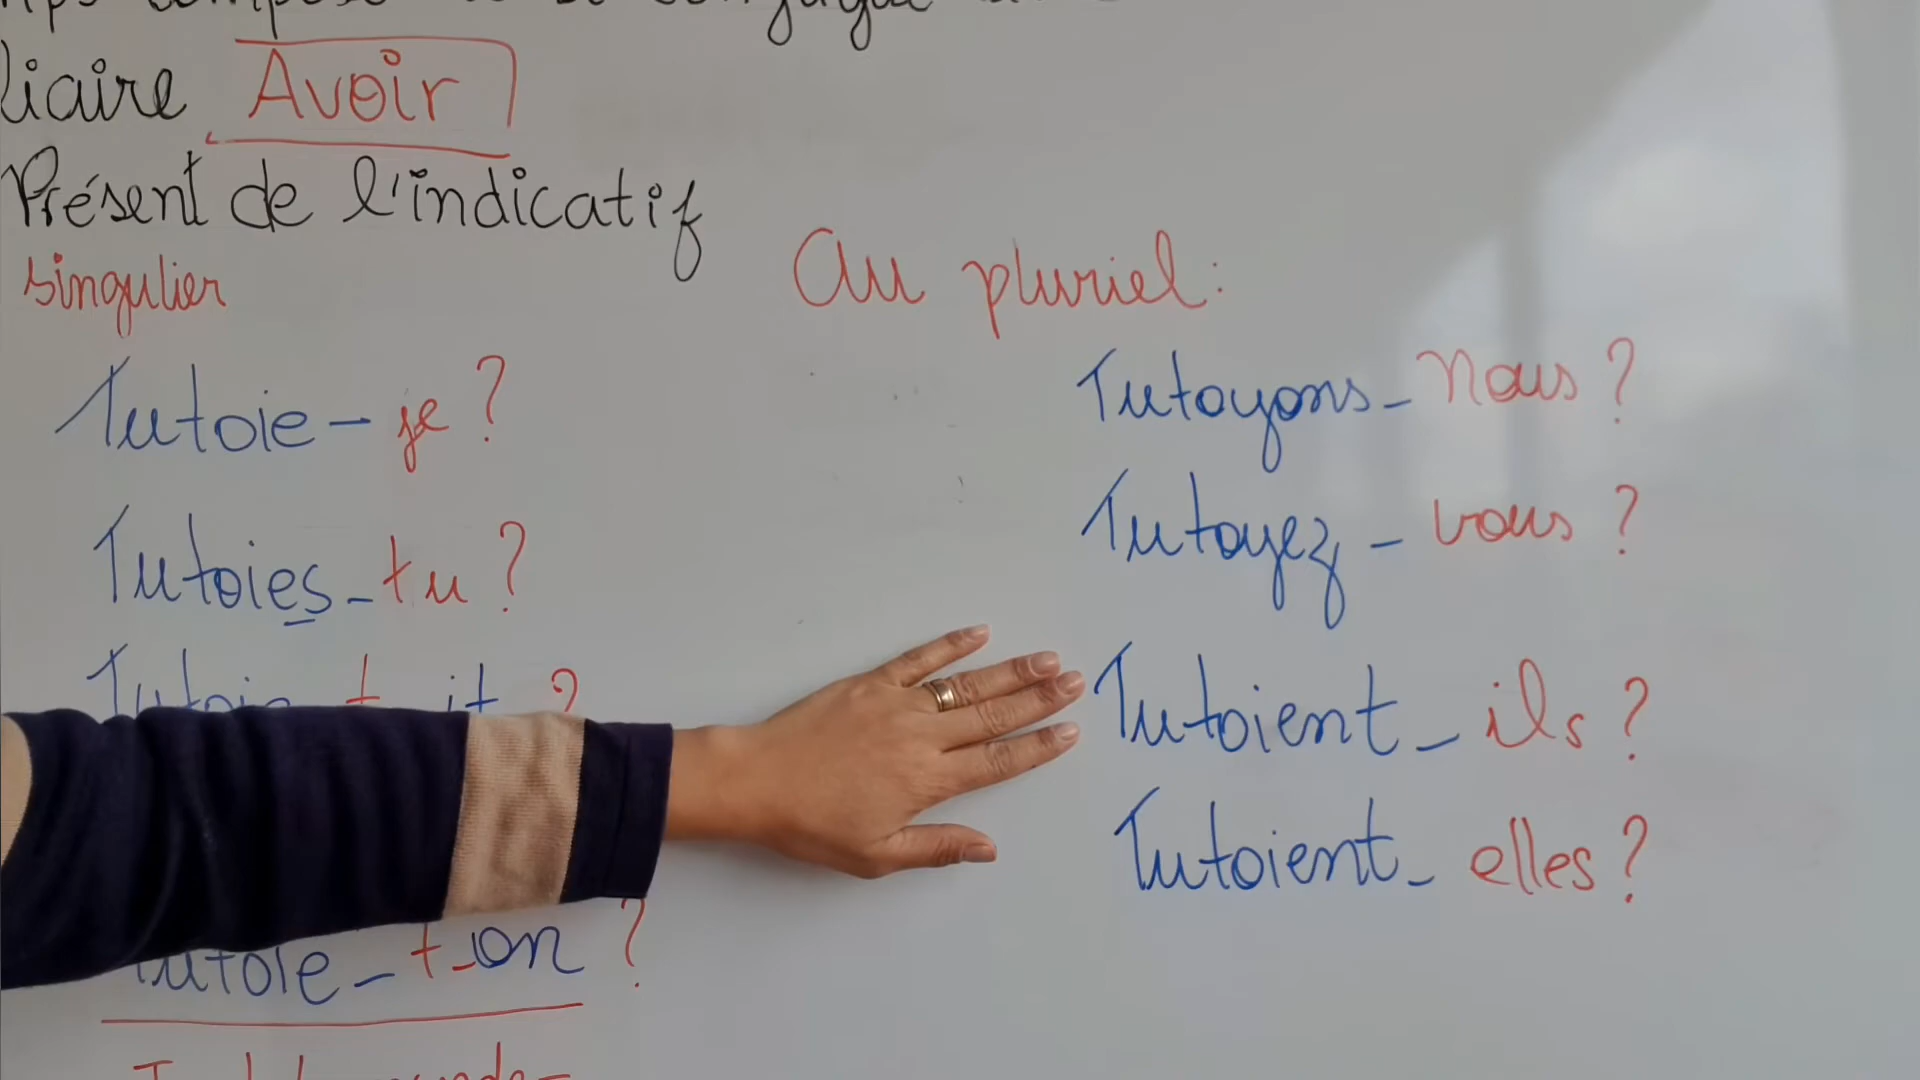 liaire Avoir
Présent de l'indicatif
singulier
Tutoie-je ?
Tutoies-tu ?
Tutoie-t-on ?
Au pluriel:
Tutoyons-Nous ?
Tutoyez-vous ?
Tutoient-ils ?
Tutoient-elles ?